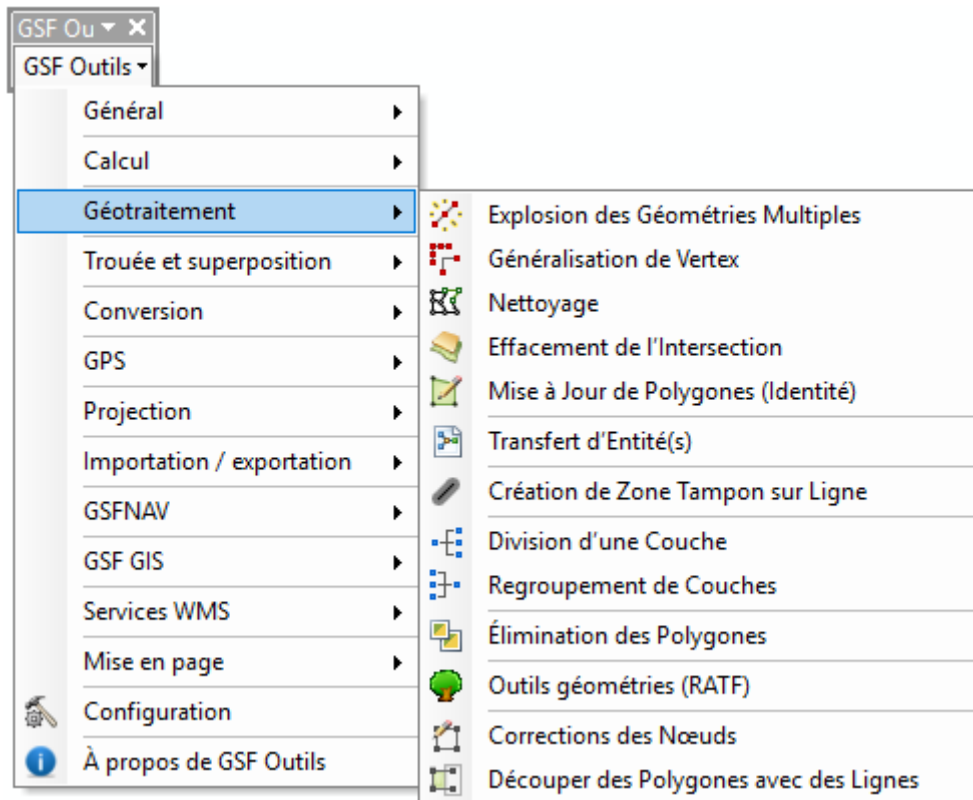 GSF Ou
GSF Outils
Général
Calcul
Géotraitement
Trouée et superposition
Conversion
GPS
Projection
Importation / exportation
GSFNAV
GSF GIS
Services WMS
Mise en page
Configuration
À propos de GSF Outils
Explosion des Géométries Multiples
Généralisation de Vertex
Nettoyage
Effacement de l'Intersection
Mise à Jour de Polygones (Identité)
Transfert d'Entité(s)
Création de Zone Tampon sur Ligne
Division d'une Couche
Regroupement de Couches
Élimination des Polygones
Outils géométries (RATF)
Corrections des Nœuds
Découper des Polygones avec des Lignes